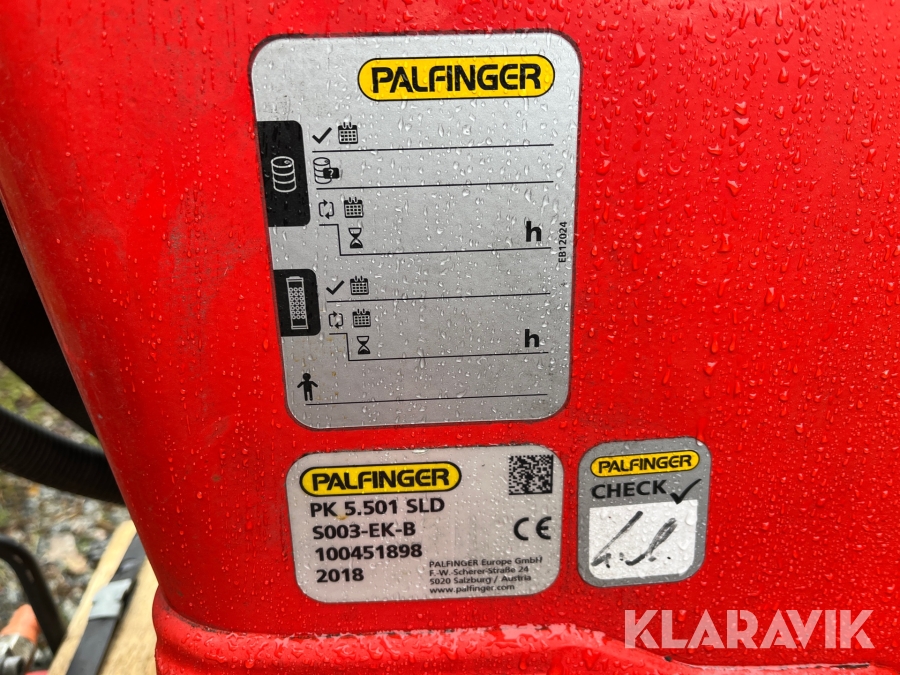 PALFINGER
?
h
EB12024
h
PALFINGER
PK 5.501 SLD
S003-EK-B
100451898
2018
CE
PALFINGER Europe GmbH
F.-W.-Scherer-Straße 24
5020 Salzburg / Austria
www.palfinger.com
PALFINGER
CHECK
KLARAVIK